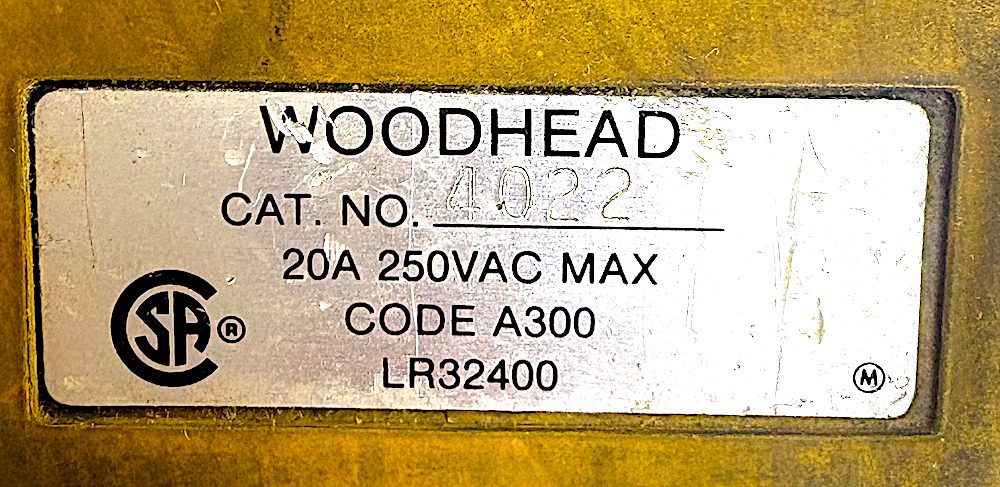 WOODHEAD
CAT. NO. 4022
20A 250VAC MAX
CODE A300
SA ®
LR32400
M